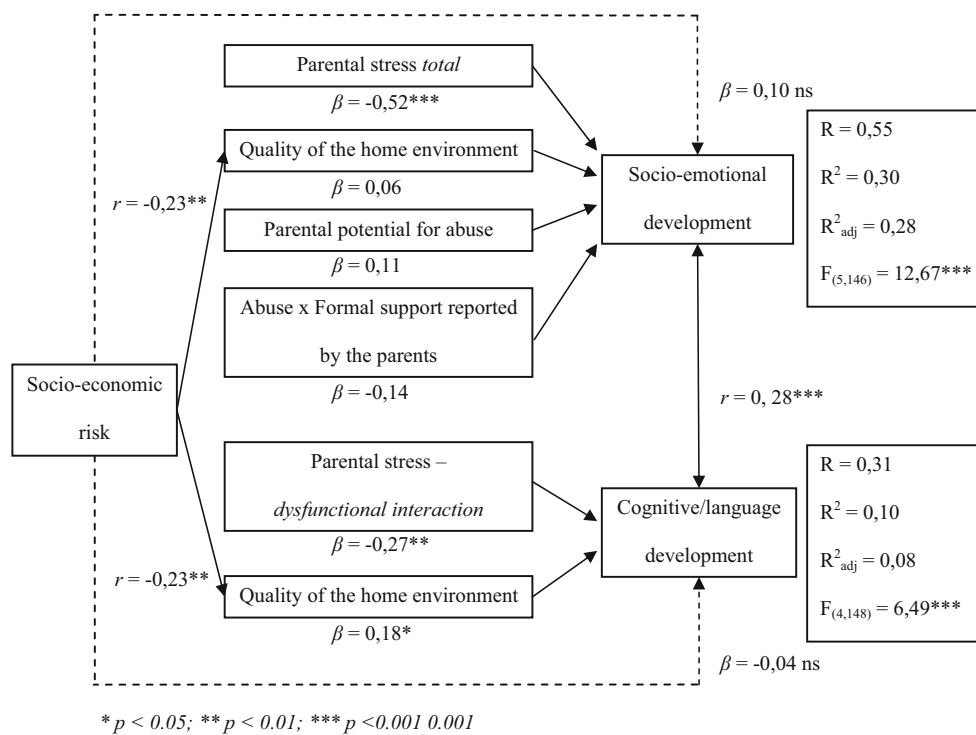 Parental stress total
β = -0,52***
Quality of the home environment
β = 0,06
Parental potential for abuse
β = 0,11
Abuse x Formal support reported
by the parents
β = -0,14
Socio-economic
risk
r = -0,23**
r = -0,23**
Parental stress –
dysfunctional interaction
β = -0,27**
Quality of the home environment
β = 0,18*
β = 0,10 ns
Socio-emotional
development
r = 0, 28***
Cognitive/language
development
β = -0,04 ns
R = 0,55
R² = 0,30
R²adj = 0,28
F(5,146) = 12,67***
R = 0,31
R² = 0,10
R²adj = 0,08
F(4,148) = 6,49***
* p < 0.05; ** p < 0.01; *** p <0.001 0.001